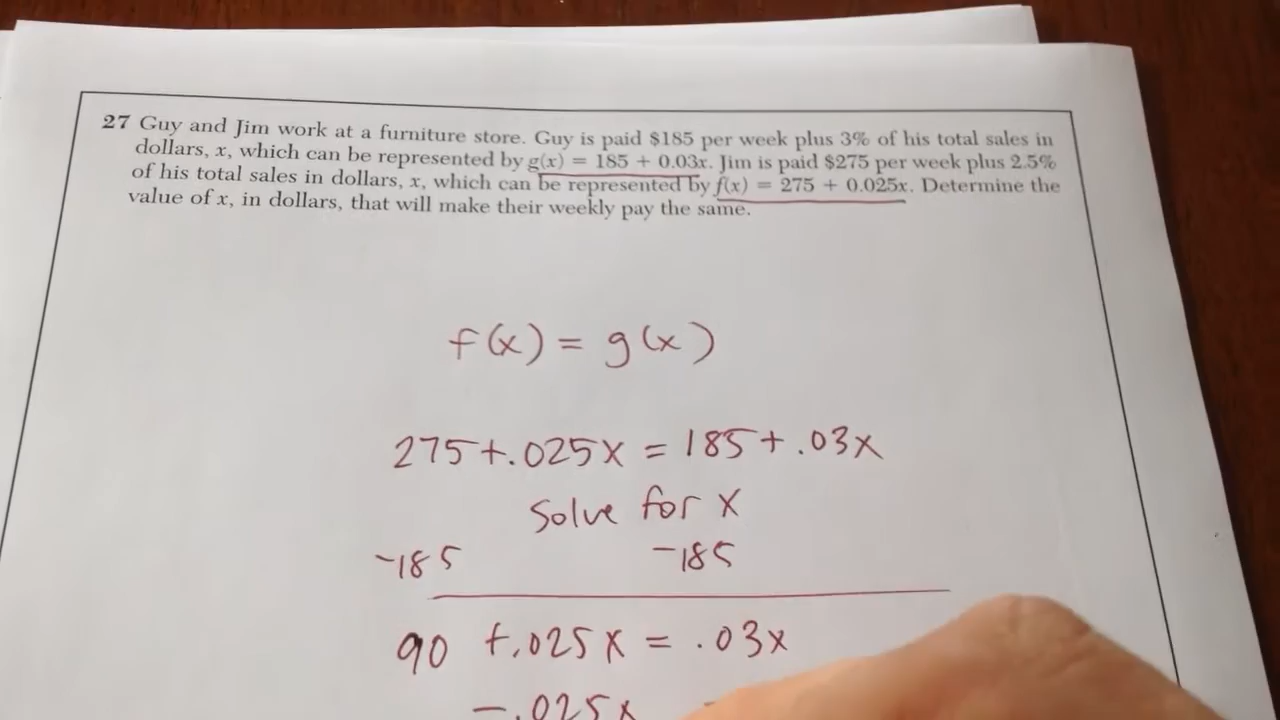 27 Guy and Jim work at a furniture store. Guy is paid $185 per week plus 3% of his total sales in
dollars, x, which can be represented by g(x) = 185 + 0.03x. Jim is paid $275 per week plus 2.5%
of his total sales in dollars, x, which can be represented by f(x) = 275 + 0.025x. Determine the
value of x, in dollars, that will make their weekly pay the same.
f(x) = g(x)
275+.025x = 185+.03x
Solve for x
-185 -185
90 +.025x = .03x
-.025x